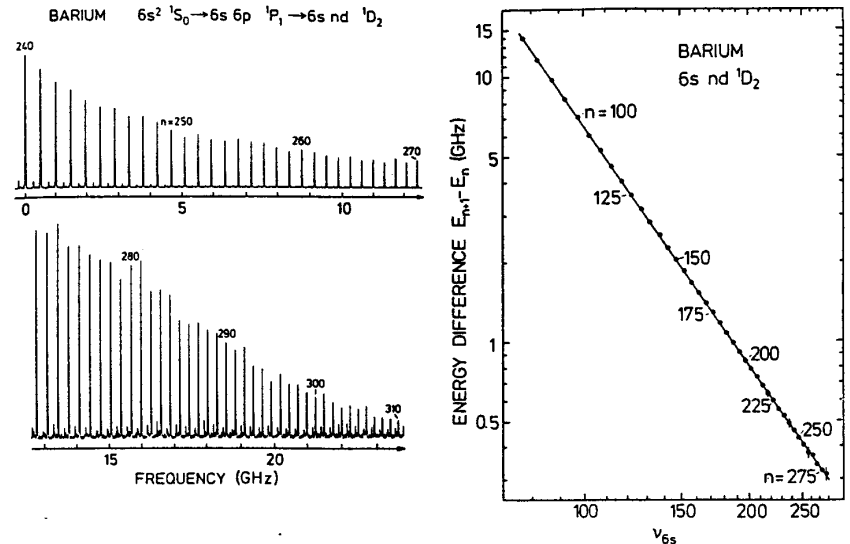 BARIUM 6s² ¹S₀→6s 6p ¹P₁→6s nd ¹D₂
240
n=250
260
270
0 5 10
280
290
300
310
15 20
FREQUENCY (GHz)
ENERGY DIFFERENCE Eₙ₊₁-Eₙ (GHz)
15
10
5
1
0.5
BARIUM
6s nd ¹D₂
n=100
125
150
175
200
225
250
n=275
100 150 200 250
ν₆ₛ